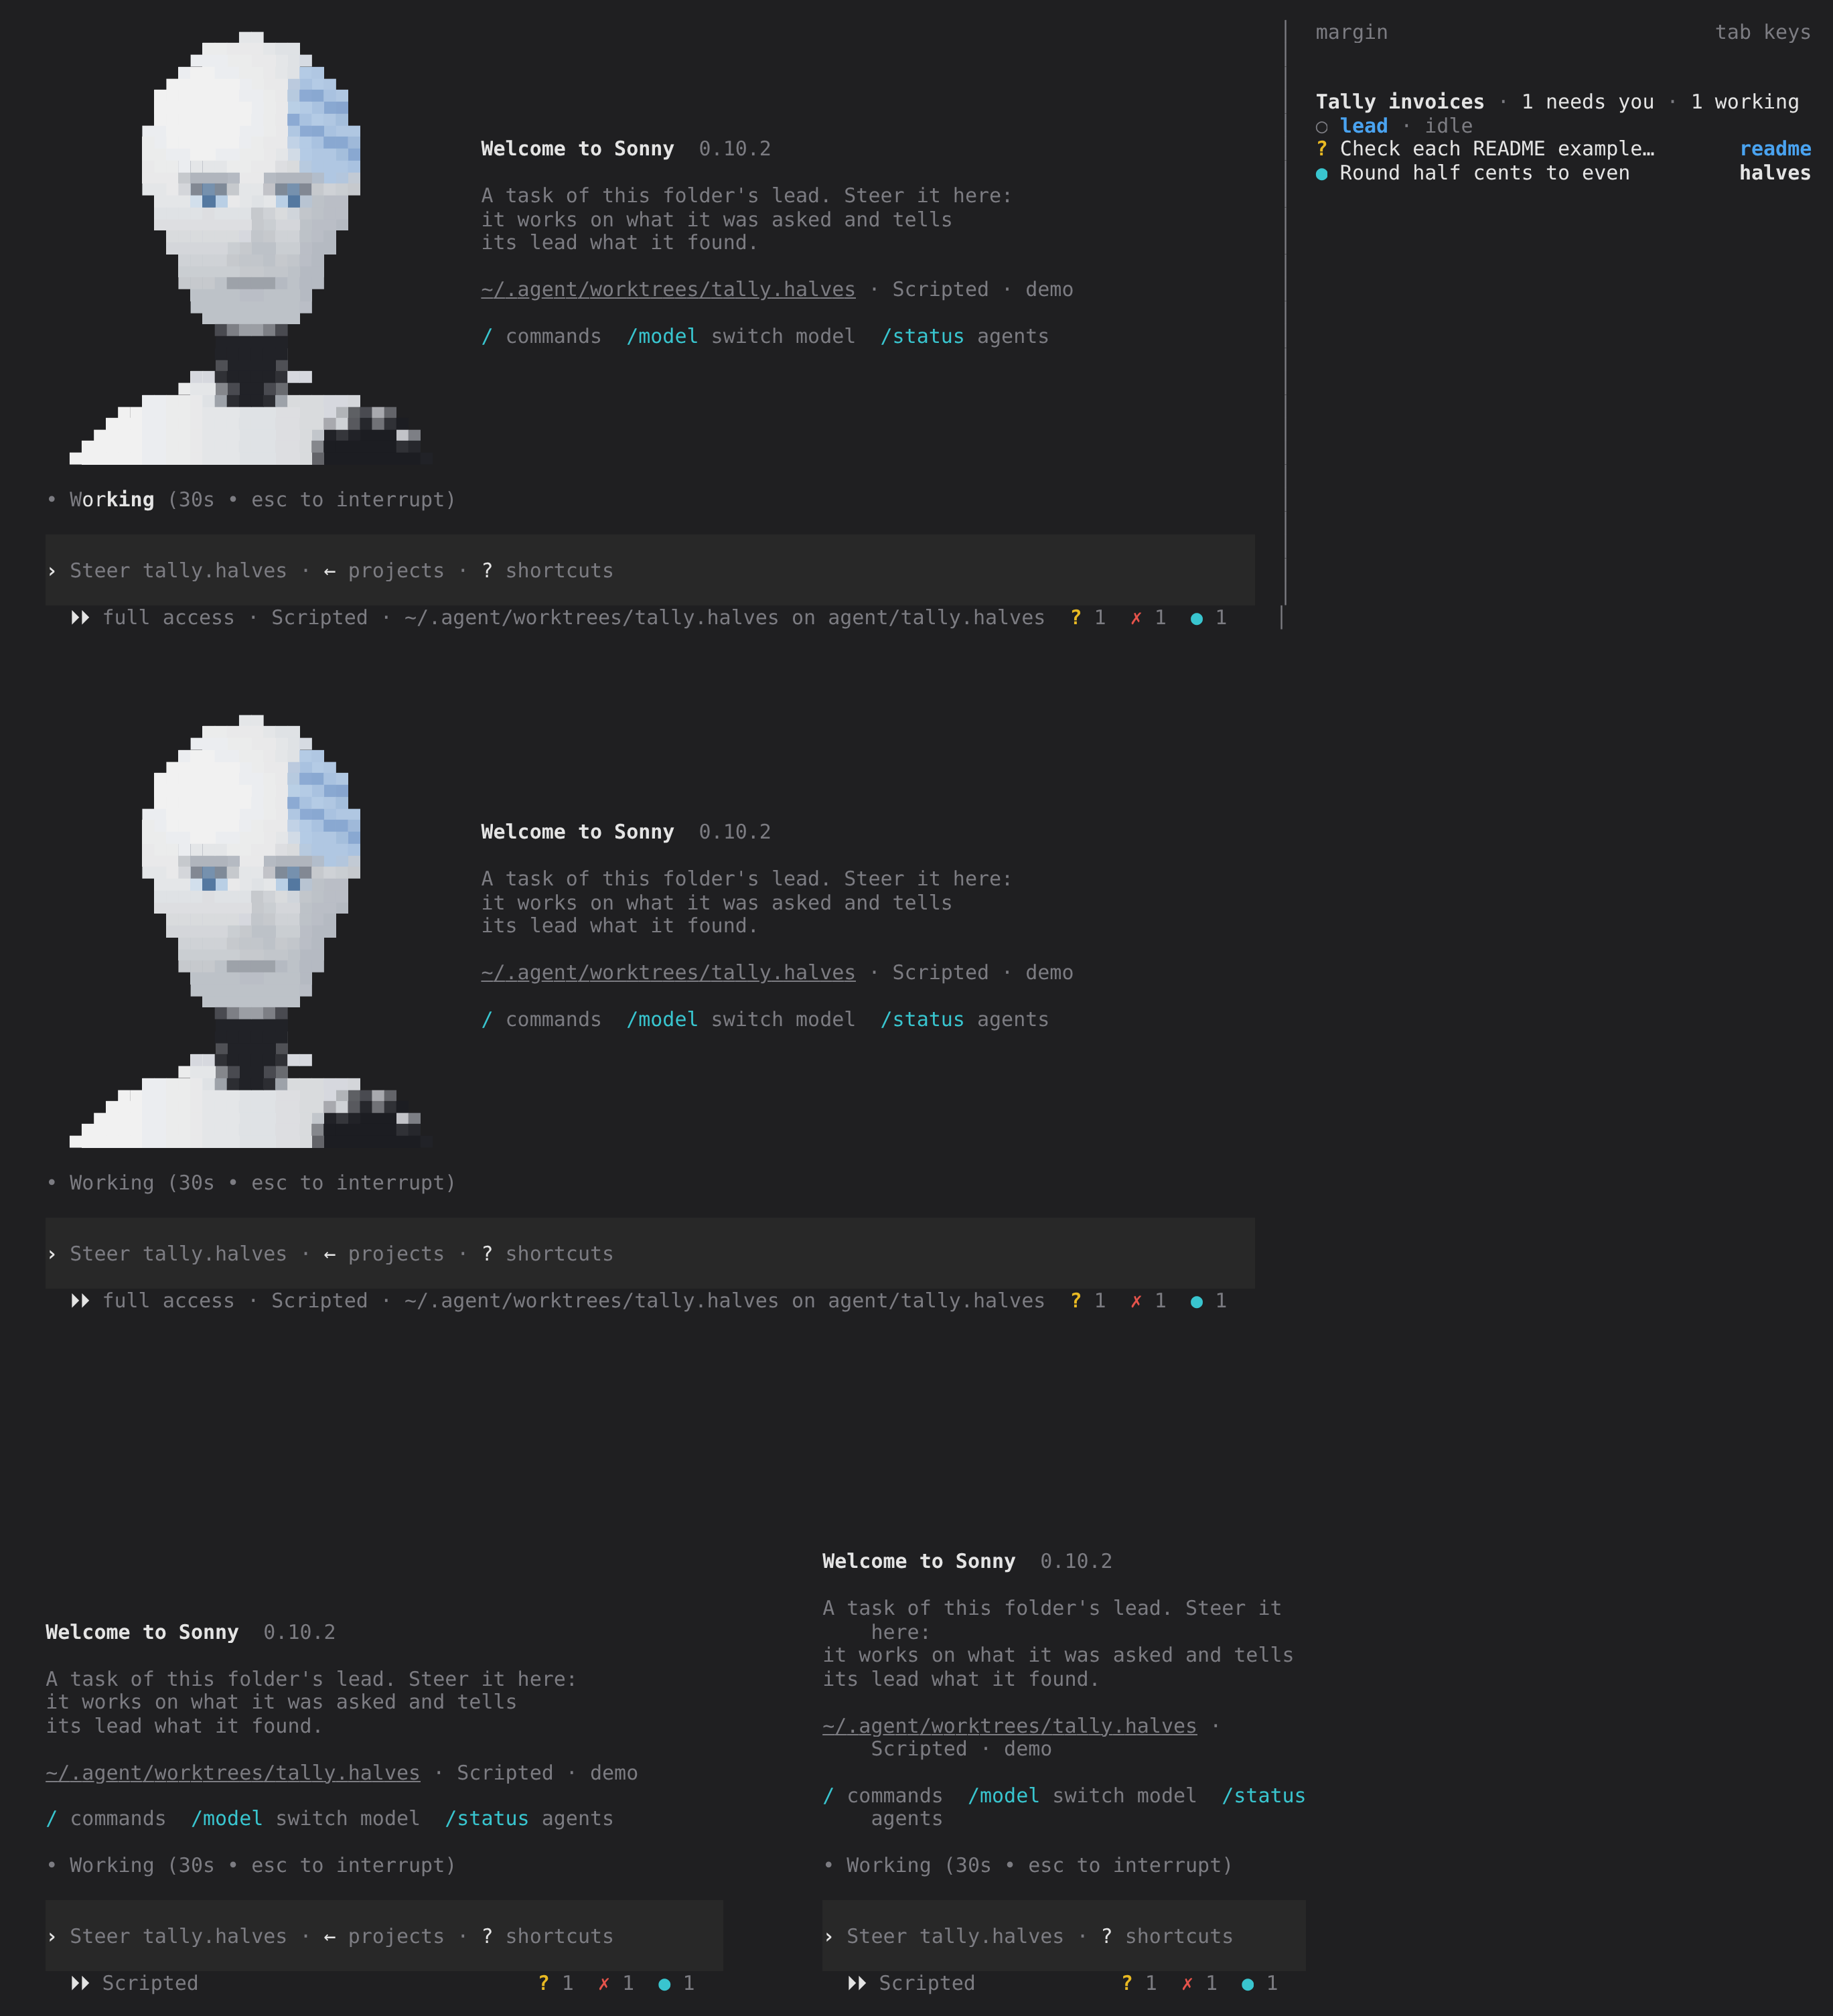 margin tab keys
Tally invoices · 1 needs you · 1 working
○ lead · idle
? Check each README example… readme
● Round half cents to even halves
Welcome to Sonny 0.10.2
A task of this folder's lead. Steer it here:
it works on what it was asked and tells
its lead what it found.
~/.agent/worktrees/tally.halves · Scripted · demo
/ commands /model switch model /status agents
• Working (30s • esc to interrupt)
› Steer tally.halves · ← projects · ? shortcuts
⏵⏵ full access · Scripted · ~/.agent/worktrees/tally.halves on agent/tally.halves ? 1 ✗ 1 ● 1
Welcome to Sonny 0.10.2
A task of this folder's lead. Steer it here:
it works on what it was asked and tells
its lead what it found.
~/.agent/worktrees/tally.halves · Scripted · demo
/ commands /model switch model /status agents
• Working (30s • esc to interrupt)
› Steer tally.halves · ← projects · ? shortcuts
⏵⏵ full access · Scripted · ~/.agent/worktrees/tally.halves on agent/tally.halves ? 1 ✗ 1 ● 1
Welcome to Sonny 0.10.2
A task of this folder's lead. Steer it here:
it works on what it was asked and tells
its lead what it found.
~/.agent/worktrees/tally.halves · Scripted · demo
/ commands /model switch model /status agents
• Working (30s • esc to interrupt)
› Steer tally.halves · ← projects · ? shortcuts
⏵⏵ Scripted ? 1 ✗ 1 ● 1
Welcome to Sonny 0.10.2
A task of this folder's lead. Steer it
here:
it works on what it was asked and tells
its lead what it found.
~/.agent/worktrees/tally.halves ·
Scripted · demo
/ commands /model switch model /status
agents
• Working (30s • esc to interrupt)
› Steer tally.halves · ? shortcuts
⏵⏵ Scripted ? 1 ✗ 1 ● 1